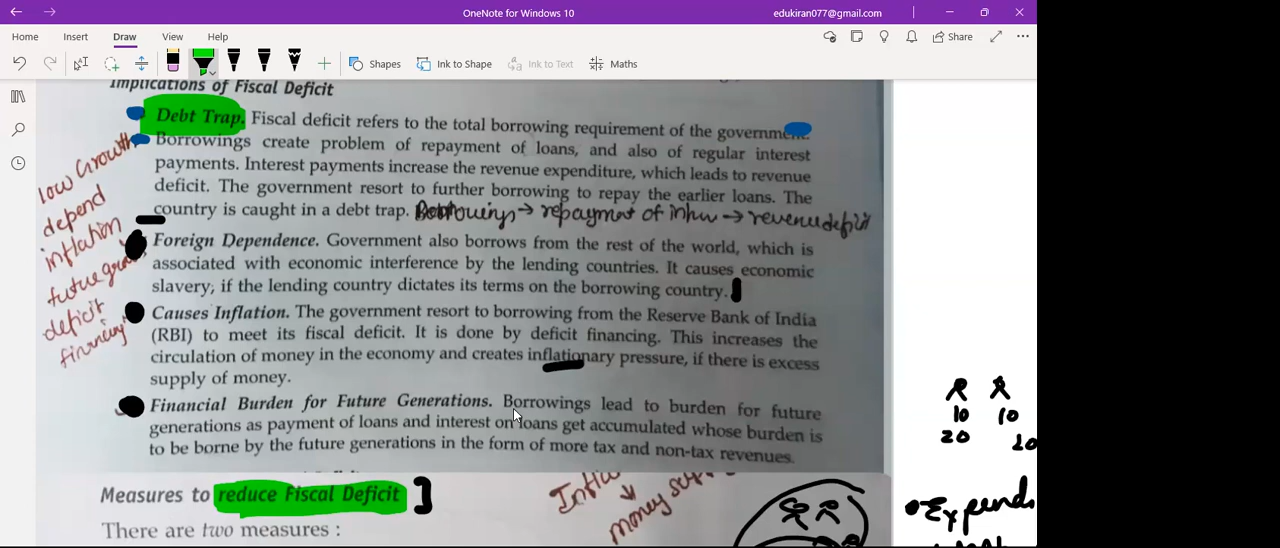 OneNote for Windows 10
edukiran077@gmail.com
Home Insert Draw View Help
Share
Shapes Ink to Shape Ink to Text Maths
Implications of Fiscal Deficit
Debt Trap. Fiscal deficit refers to the total borrowing requirement of the government.
Borrowings create problem of repayment of loans, and also of regular interest
payments. Interest payments increase the revenue expenditure, which leads to revenue
deficit. The government resort to further borrowing to repay the earlier loans. The
country is caught in a debt trap. Borrowings → repayment of → revenue deficit
Foreign Dependence. Government also borrows from the rest of the world, which is
associated with economic interference by the lending countries. It causes economic
slavery, if the lending country dictates its terms on the borrowing country.
Causes Inflation. The government resort to borrowing from the Reserve Bank of India
(RBI) to meet its fiscal deficit. It is done by deficit financing. This increases the
circulation of money in the economy and creates inflationary pressure, if there is excess
supply of money.
Financial Burden for Future Generations. Borrowings lead to burden for future
generations as payment of loans and interest on loans get accumulated whose burden is
to be borne by the future generations in the form of more tax and non-tax revenues.
low Growth
depend
inflation
future
deficit
financing
10 10
20 20
Measures to reduce Fiscal Deficit
There are two measures :
money